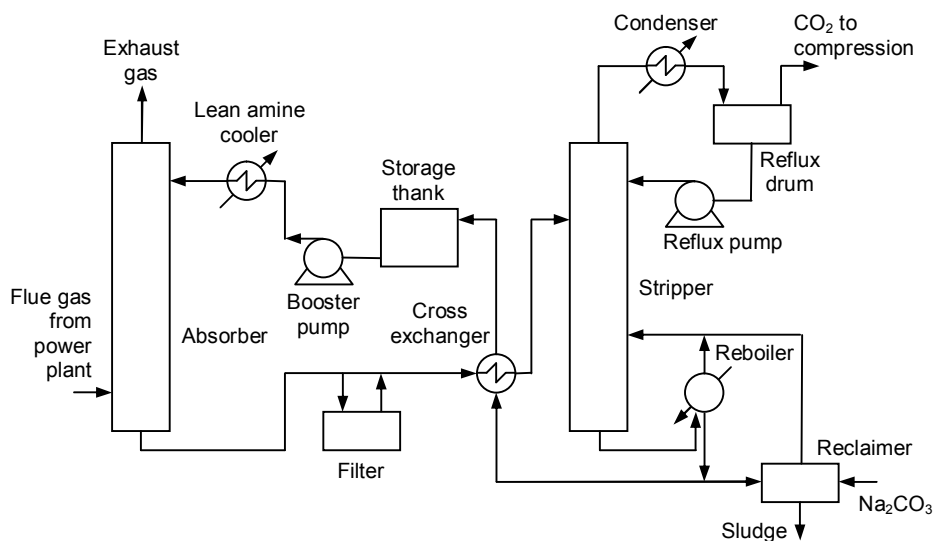 Exhaust
gas
Lean amine
cooler
Storage
thank
Booster
pump
Flue gas
from
power
plant
Absorber
Filter
Cross
exchanger
Condenser
CO₂ to
compression
Reflux
drum
Reflux pump
Stripper
Reboiler
Reclaimer
Na₂CO₃
Sludge